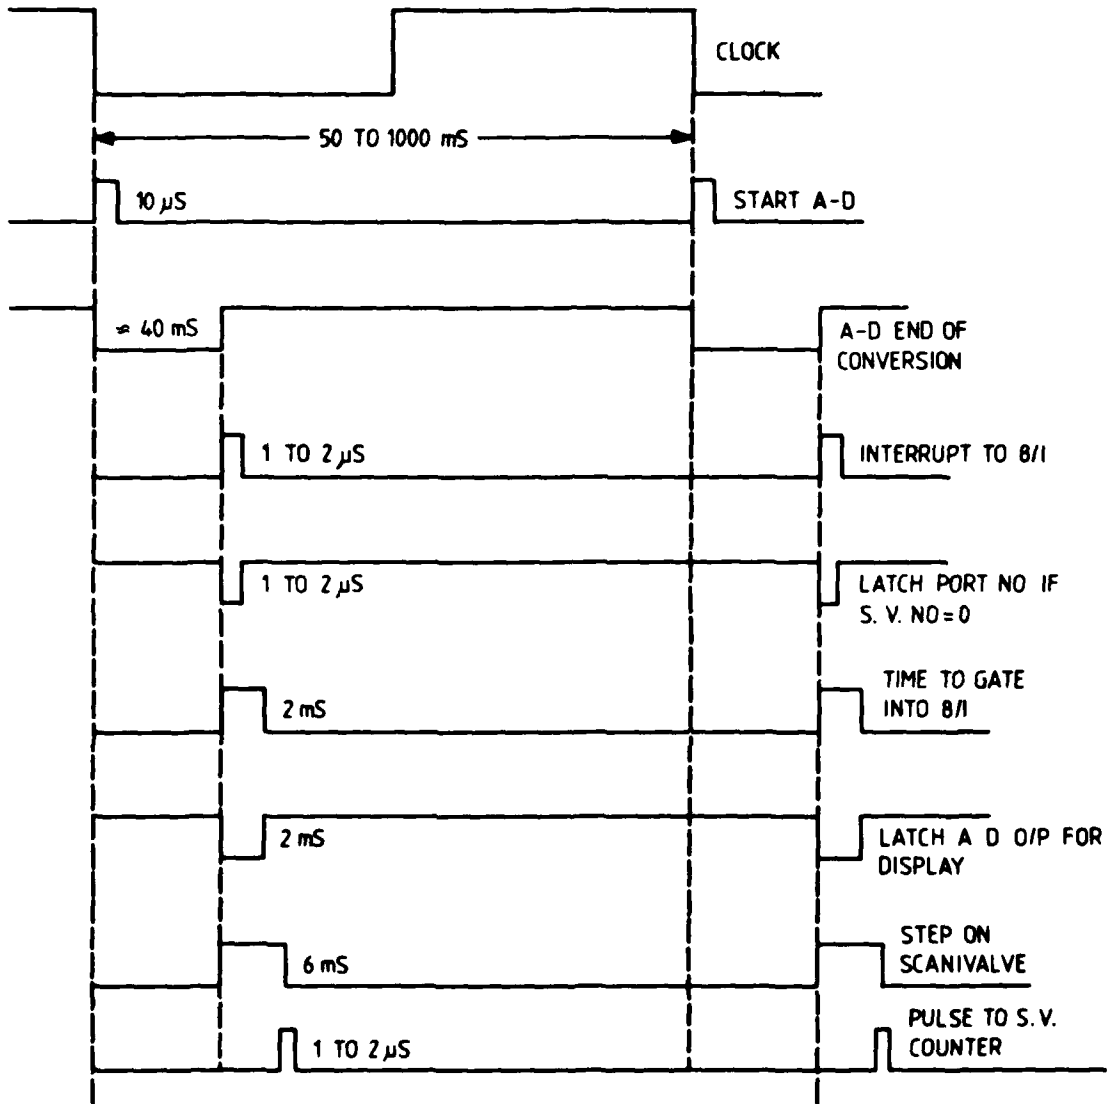 CLOCK
50 TO 1000 mS
10 µS
START A-D
≈ 40 mS
A-D END OF
CONVERSION
1 TO 2 µS
INTERRUPT TO 8/I
1 TO 2 µS
LATCH PORT NO IF
S. V. NO=0
TIME TO GATE
INTO 8/I
2 mS
2 mS
LATCH A D O/P FOR
DISPLAY
STEP ON
SCANIVALVE
6 mS
PULSE TO S.V.
COUNTER
1 TO 2 µS